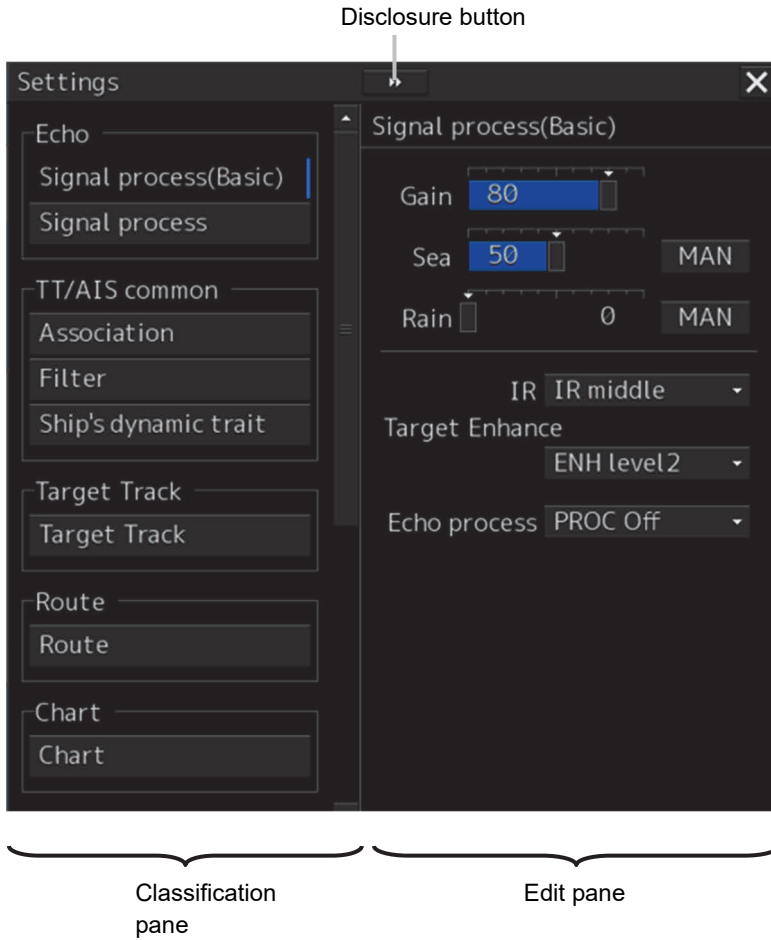 Disclosure button
Settings
Echo
Signal process(Basic)
Signal process
TT/AIS common
Association
Filter
Ship's dynamic trait
Target Track
Target Track
Route
Route
Chart
Chart
Signal process(Basic)
Gain 80
Sea 50 MAN
Rain 0 MAN
IR IR middle
Target Enhance
ENH level2
Echo process PROC Off
Classification
pane
Edit pane